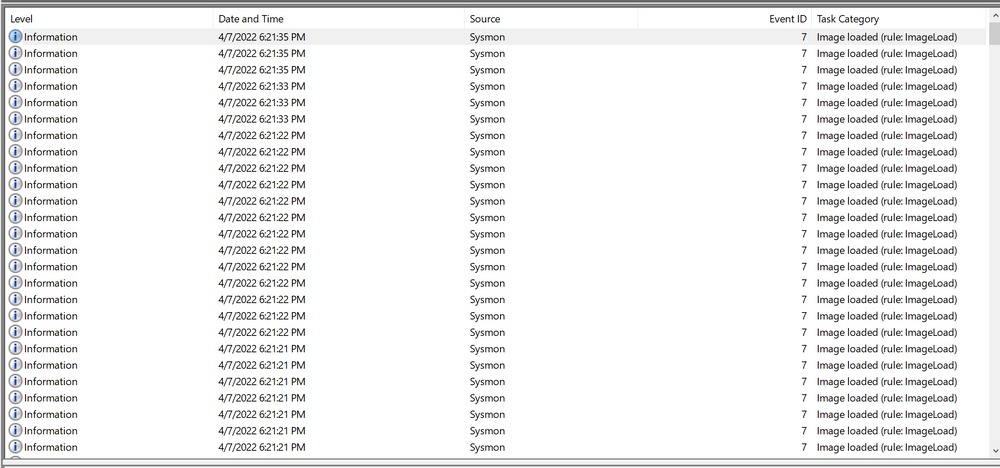 Level Date and Time Source Event ID Task Category
Information 4/7/2022 6:21:35 PM Sysmon 7 Image loaded (rule: ImageLoad)
Information 4/7/2022 6:21:35 PM Sysmon 7 Image loaded (rule: ImageLoad)
Information 4/7/2022 6:21:35 PM Sysmon 7 Image loaded (rule: ImageLoad)
Information 4/7/2022 6:21:33 PM Sysmon 7 Image loaded (rule: ImageLoad)
Information 4/7/2022 6:21:33 PM Sysmon 7 Image loaded (rule: ImageLoad)
Information 4/7/2022 6:21:33 PM Sysmon 7 Image loaded (rule: ImageLoad)
Information 4/7/2022 6:21:22 PM Sysmon 7 Image loaded (rule: ImageLoad)
Information 4/7/2022 6:21:22 PM Sysmon 7 Image loaded (rule: ImageLoad)
Information 4/7/2022 6:21:22 PM Sysmon 7 Image loaded (rule: ImageLoad)
Information 4/7/2022 6:21:22 PM Sysmon 7 Image loaded (rule: ImageLoad)
Information 4/7/2022 6:21:22 PM Sysmon 7 Image loaded (rule: ImageLoad)
Information 4/7/2022 6:21:22 PM Sysmon 7 Image loaded (rule: ImageLoad)
Information 4/7/2022 6:21:22 PM Sysmon 7 Image loaded (rule: ImageLoad)
Information 4/7/2022 6:21:22 PM Sysmon 7 Image loaded (rule: ImageLoad)
Information 4/7/2022 6:21:22 PM Sysmon 7 Image loaded (rule: ImageLoad)
Information 4/7/2022 6:21:22 PM Sysmon 7 Image loaded (rule: ImageLoad)
Information 4/7/2022 6:21:22 PM Sysmon 7 Image loaded (rule: ImageLoad)
Information 4/7/2022 6:21:22 PM Sysmon 7 Image loaded (rule: ImageLoad)
Information 4/7/2022 6:21:22 PM Sysmon 7 Image loaded (rule: ImageLoad)
Information 4/7/2022 6:21:21 PM Sysmon 7 Image loaded (rule: ImageLoad)
Information 4/7/2022 6:21:21 PM Sysmon 7 Image loaded (rule: ImageLoad)
Information 4/7/2022 6:21:21 PM Sysmon 7 Image loaded (rule: ImageLoad)
Information 4/7/2022 6:21:21 PM Sysmon 7 Image loaded (rule: ImageLoad)
Information 4/7/2022 6:21:21 PM Sysmon 7 Image loaded (rule: ImageLoad)
Information 4/7/2022 6:21:21 PM Sysmon 7 Image loaded (rule: ImageLoad)
Information 4/7/2022 6:21:21 PM Sysmon 7 Image loaded (rule: ImageLoad)